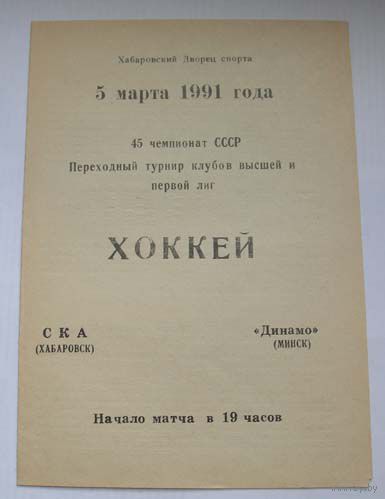 Хабаровский Дворец спорта
5 марта 1991 года
45 чемпионат СССР
Переходный турнир клубов высшей и
первой лиг
ХОККЕЙ
СКА
(ХАБАРОВСК)
«Динамо»
(МИНСК)
Начало матча в 19 часов